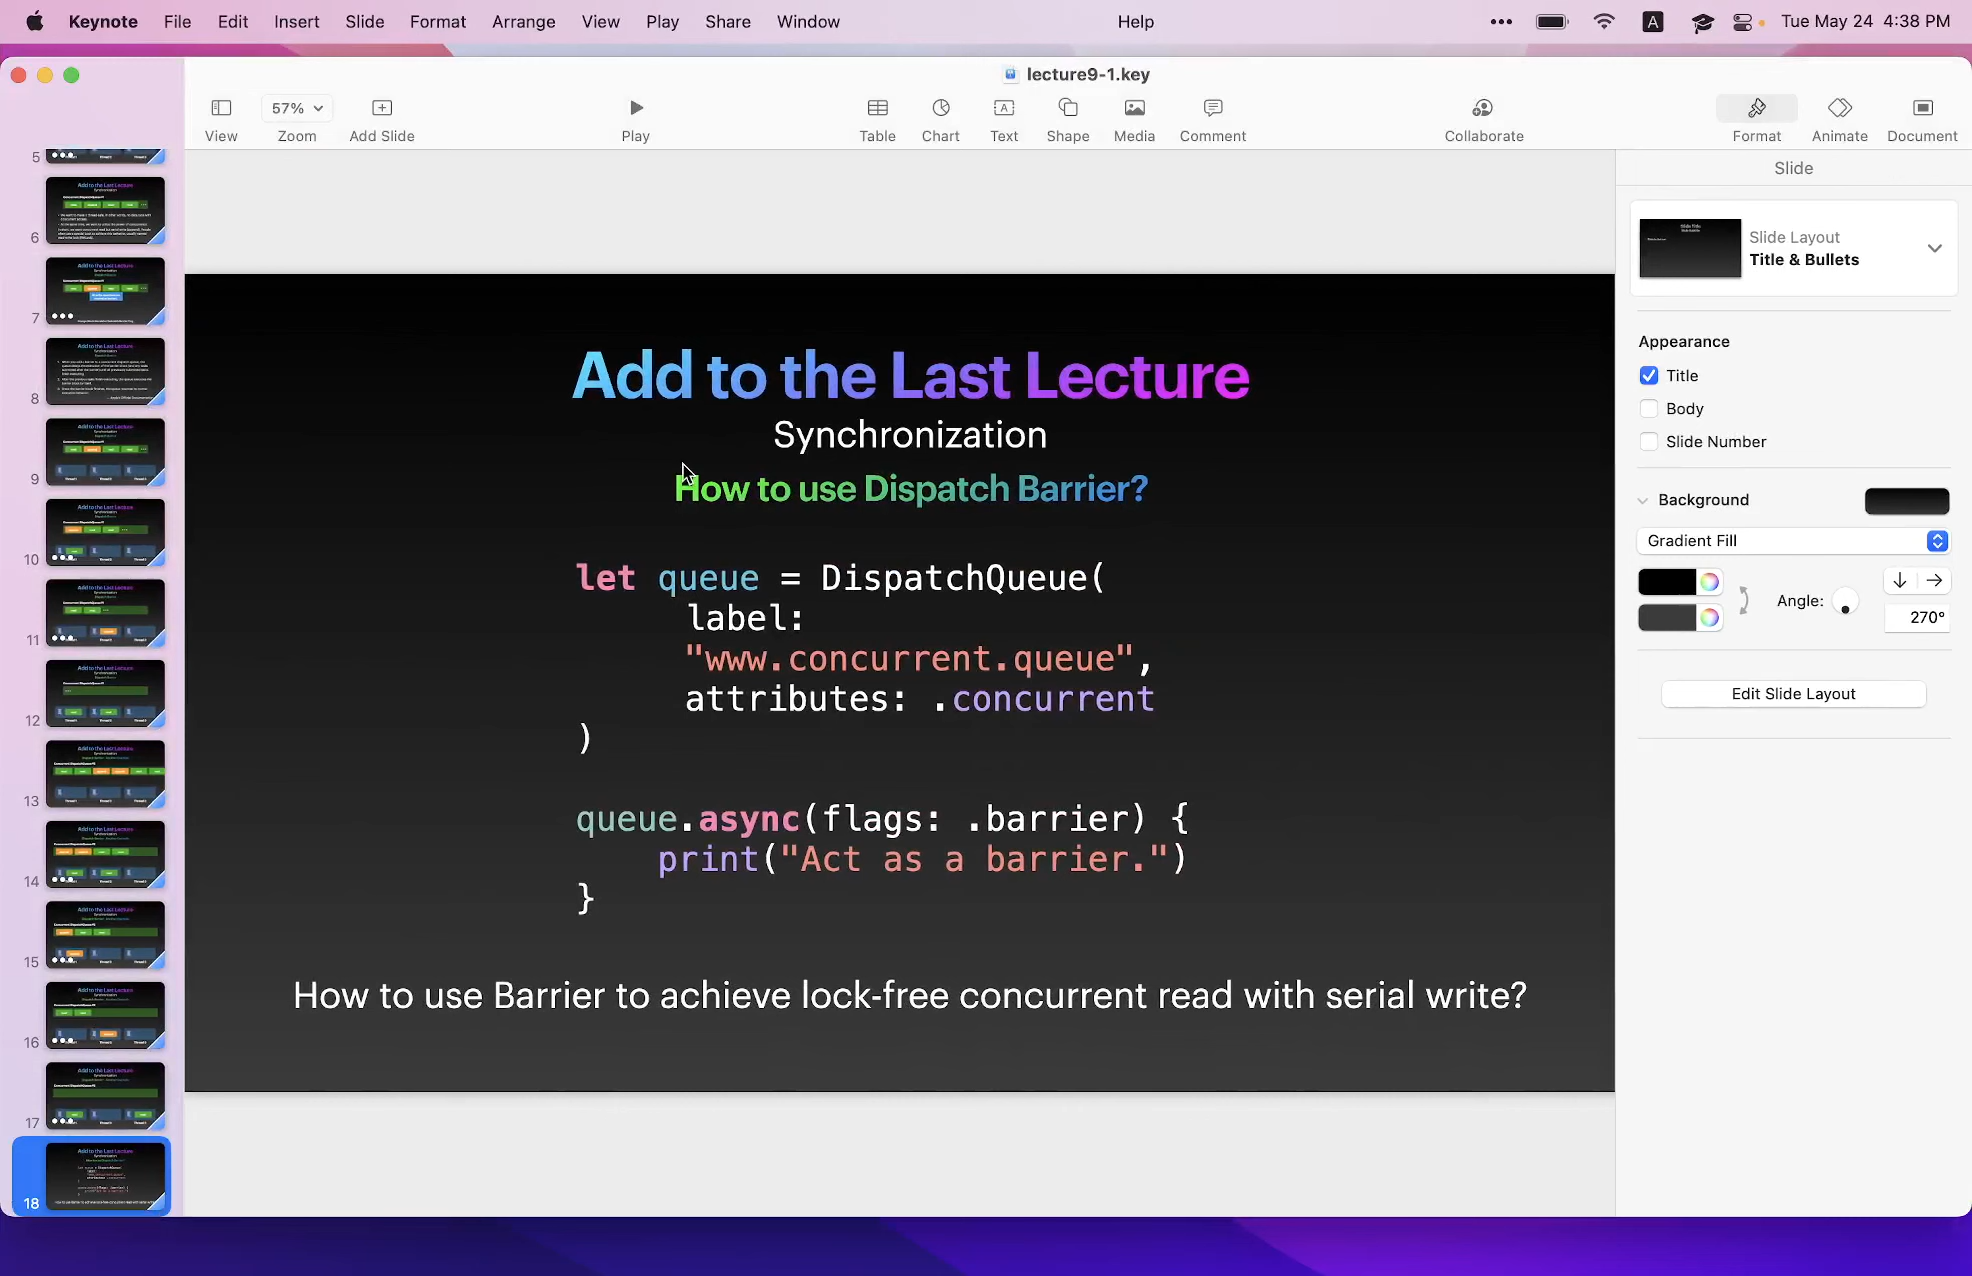 Keynote File Edit Insert Slide Format Arrange View Play Share Window Help A Tue May 24 4:38 PM
lecture9-1.key
57%
View Zoom Add Slide Play Table Chart Text Shape Media Comment Collaborate Format Animate Document
5
6
7
8
9
10
11
12
13
14
15
16
17
18
Add to the Last Lecture
Synchronization
How to use Dispatch Barrier?
let queue = DispatchQueue(
label:
"www.concurrent.queue",
attributes: .concurrent
)
queue.async(flags: .barrier) {
print("Act as a barrier.")
}
How to use Barrier to achieve lock-free concurrent read with serial write?
Slide
Slide Layout
Title & Bullets
Appearance
Title
Body
Slide Number
Background
Gradient Fill
Angle:
270°
Edit Slide Layout